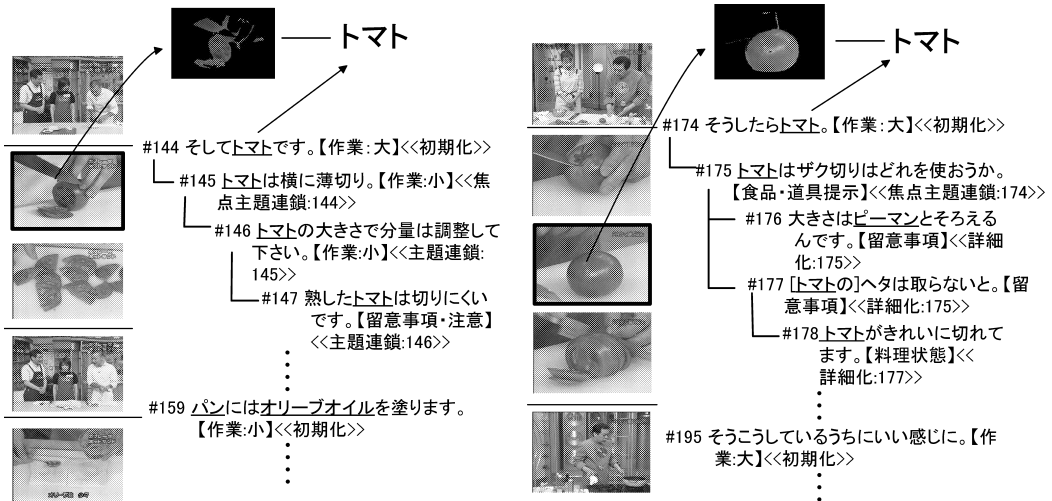 トマト
#144 そしてトマトです。【作業:大】<<初期化>>
#145 トマトは横に薄切り。【作業:小】<<焦
点主題連鎖:144>>
#146 トマトの大きさで分量は調整して
下さい。【作業:小】<<主題連鎖:
145>>
#147 熟したトマトは切りにくい
です。【留意事項・注意】
<<主題連鎖:146>>
#159 パンにはオリーブオイルを塗ります。
【作業:小】<<初期化>>
トマト
#174 そうしたらトマト。【作業:大】<<初期化>>
#175 トマトはザク切りはどれを使おうか。
【食品・道具提示】<<焦点主題連鎖:174>>
#176 大きさはピーマンとそろえる
んです。【留意事項】<<詳細
化:175>>
#177 [トマトの]ヘタは取らないと。【留
意事項】<<詳細化:175>>
#178 トマトがきれいに切れて
ます。【料理状態】<<
詳細化:177>>
#195 そうこうしているうちにいい感じに。【作
業:大】<<初期化>>